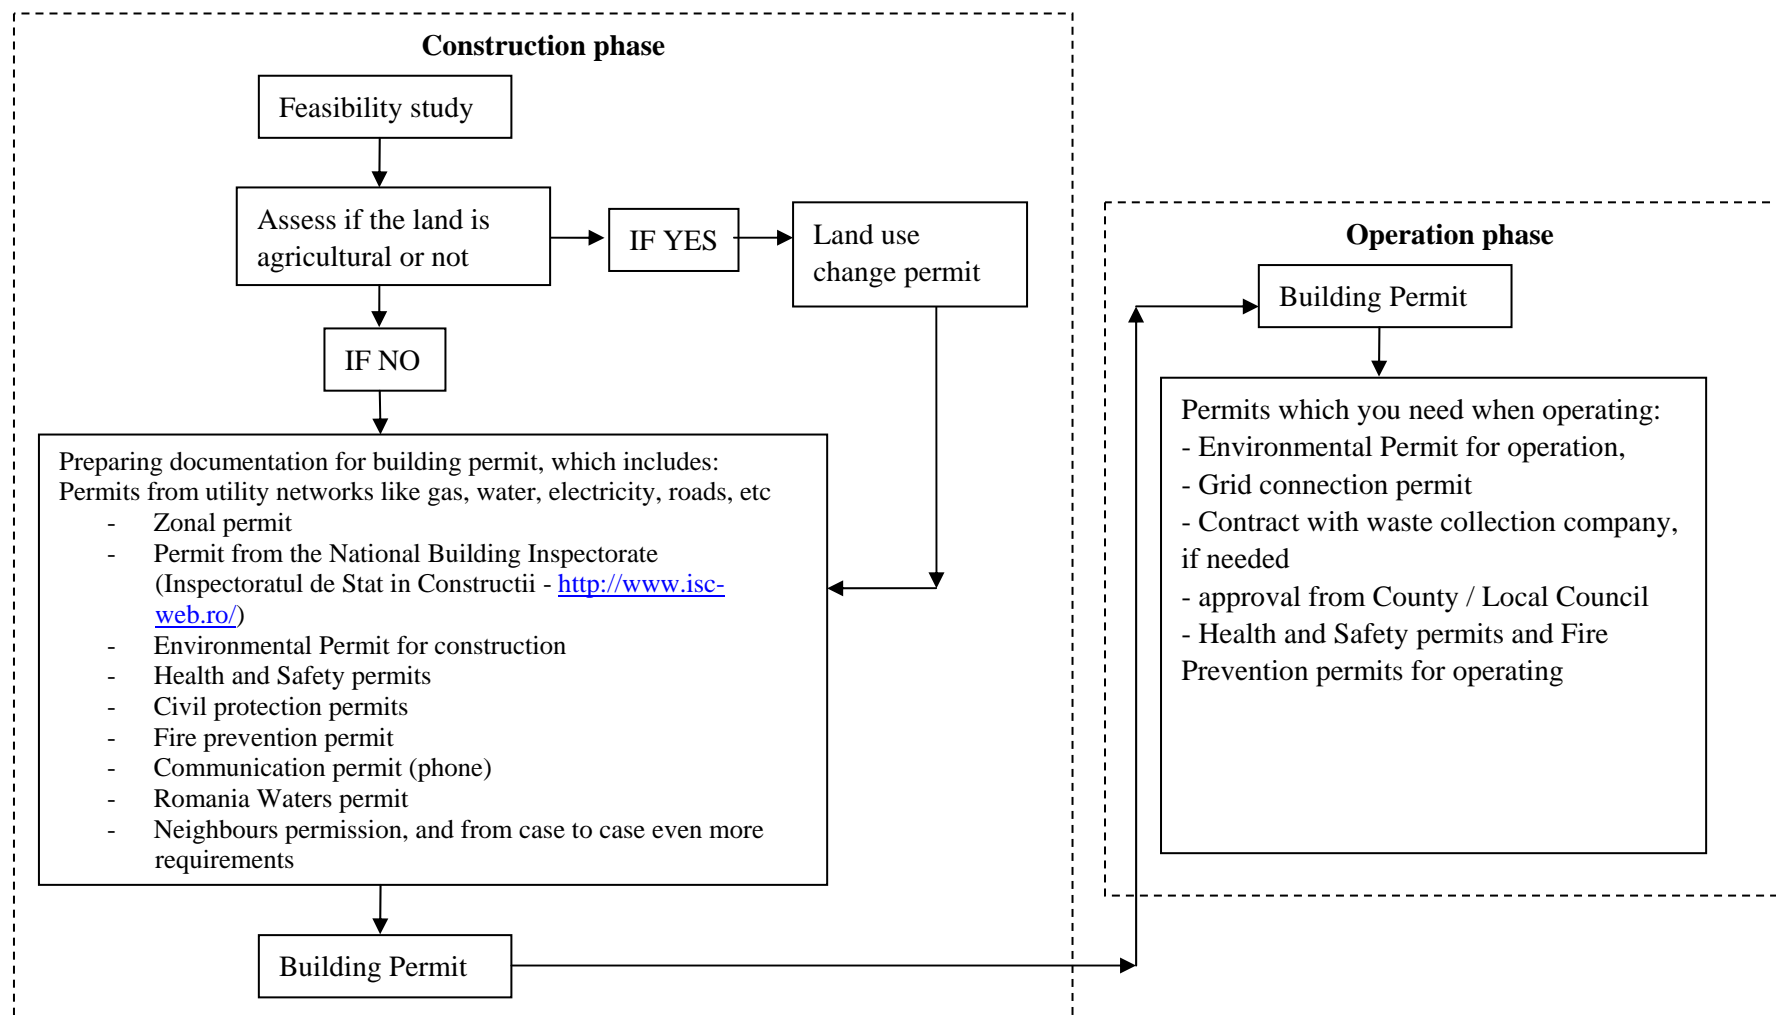 Construction phase
Feasibility study
Assess if the land is
agricultural or not
IF YES
Land use
change permit
IF NO
Preparing documentation for building permit, which includes:
Permits from utility networks like gas, water, electricity, roads, etc
- Zonal permit
- Permit from the National Building Inspectorate
(Inspectoratul de Stat in Constructii - http://www.isc-
web.ro/)
- Environmental Permit for construction
- Health and Safety permits
- Civil protection permits
- Fire prevention permit
- Communication permit (phone)
- Romania Waters permit
- Neighbours permission, and from case to case even more
requirements
Building Permit
Operation phase
Building Permit
Permits which you need when operating:
- Environmental Permit for operation,
- Grid connection permit
- Contract with waste collection company,
if needed
- approval from County / Local Council
- Health and Safety permits and Fire
Prevention permits for operating